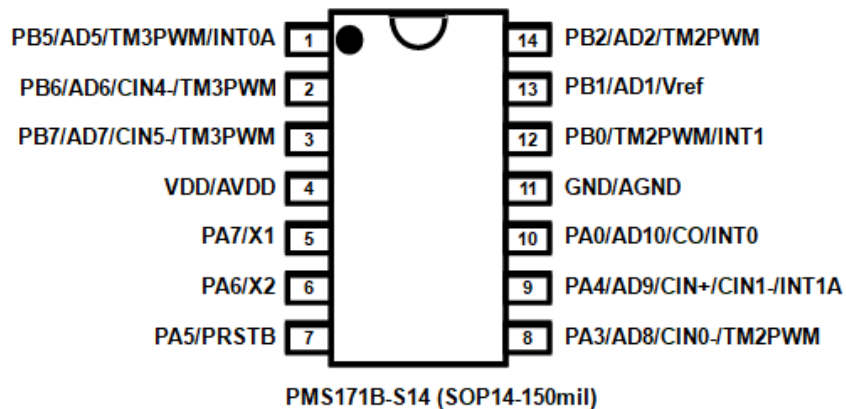 PB5/AD5/TM3PWM/INT0A 1 14 PB2/AD2/TM2PWM
PB6/AD6/CIN4-/TM3PWM 2 13 PB1/AD1/Vref
PB7/AD7/CIN5-/TM3PWM 3 12 PB0/TM2PWM/INT1
VDD/AVDD 4 11 GND/AGND
PA7/X1 5 10 PA0/AD10/CO/INT0
PA6/X2 6 9 PA4/AD9/CIN+/CIN1-/INT1A
PA5/PRSTB 7 8 PA3/AD8/CIN0-/TM2PWM
PMS171B-S14 (SOP14-150mil)